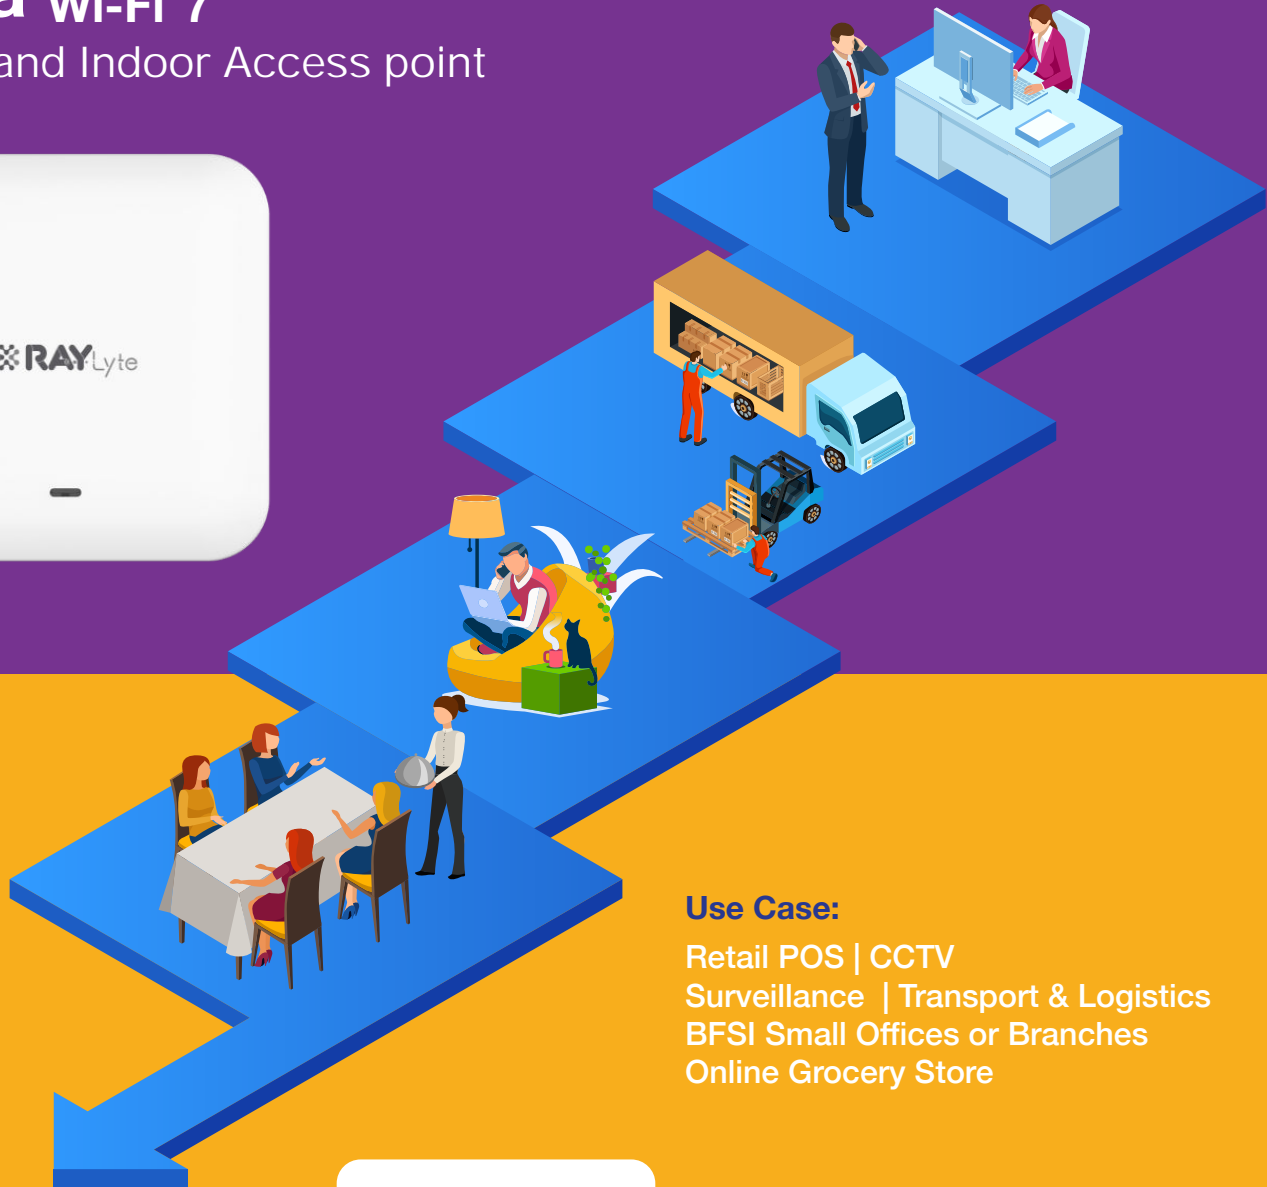 a Wi-Fi 7
and Indoor Access point
RAY Lyte
Use Case:
Retail POS | CCTV
Surveillance | Transport & Logistics
BFSI Small Offices or Branches
Online Grocery Store